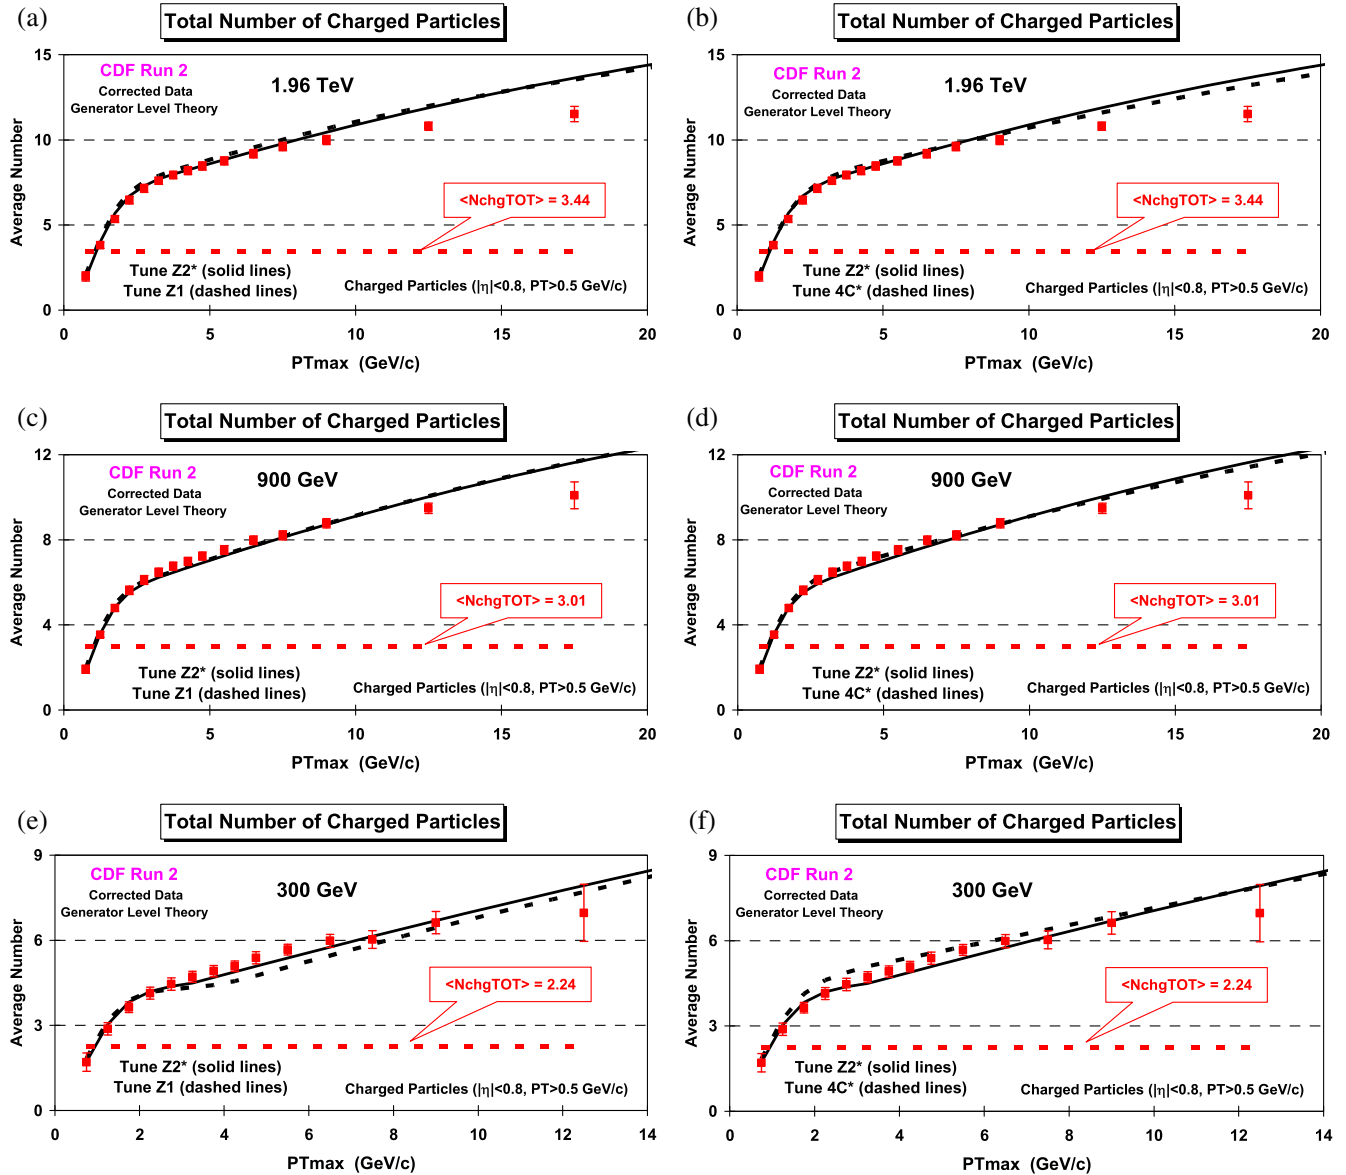 (a)
Total Number of Charged Particles
15
10
5
0
Average Number
CDF Run 2
Corrected Data
Generator Level Theory
1.96 TeV
<NchgTOT> = 3.44
Tune Z2* (solid lines)
Tune Z1 (dashed lines)
Charged Particles (|η|<0.8, PT>0.5 GeV/c)
0 5 10 15 20
PTmax (GeV/c)
(b)
Total Number of Charged Particles
15
10
5
0
Average Number
CDF Run 2
Corrected Data
Generator Level Theory
1.96 TeV
<NchgTOT> = 3.44
Tune Z2* (solid lines)
Tune 4C* (dashed lines)
Charged Particles (|η|<0.8, PT>0.5 GeV/c)
0 5 10 15 20
PTmax (GeV/c)
(c)
Total Number of Charged Particles
12
8
4
0
Average Number
CDF Run 2
Corrected Data
Generator Level Theory
900 GeV
<NchgTOT> = 3.01
Tune Z2* (solid lines)
Tune Z1 (dashed lines)
Charged Particles (|η|<0.8, PT>0.5 GeV/c)
0 5 10 15 20
PTmax (GeV/c)
(d)
Total Number of Charged Particles
12
8
4
0
Average Number
CDF Run 2
Corrected Data
Generator Level Theory
900 GeV
<NchgTOT> = 3.01
Tune Z2* (solid lines)
Tune 4C* (dashed lines)
Charged Particles (|η|<0.8, PT>0.5 GeV/c)
0 5 10 15 20
PTmax (GeV/c)
(e)
Total Number of Charged Particles
9
6
3
0
Average Number
CDF Run 2
Corrected Data
Generator Level Theory
300 GeV
<NchgTOT> = 2.24
Tune Z2* (solid lines)
Tune Z1 (dashed lines)
Charged Particles (|η|<0.8, PT>0.5 GeV/c)
0 2 4 6 8 10 12 14
PTmax (GeV/c)
(f)
Total Number of Charged Particles
9
6
3
0
Average Number
CDF Run 2
Corrected Data
Generator Level Theory
300 GeV
<NchgTOT> = 2.24
Tune Z2* (solid lines)
Tune 4C* (dashed lines)
Charged Particles (|η|<0.8, PT>0.5 GeV/c)
0 2 4 6 8 10 12 14
PTmax (GeV/c)